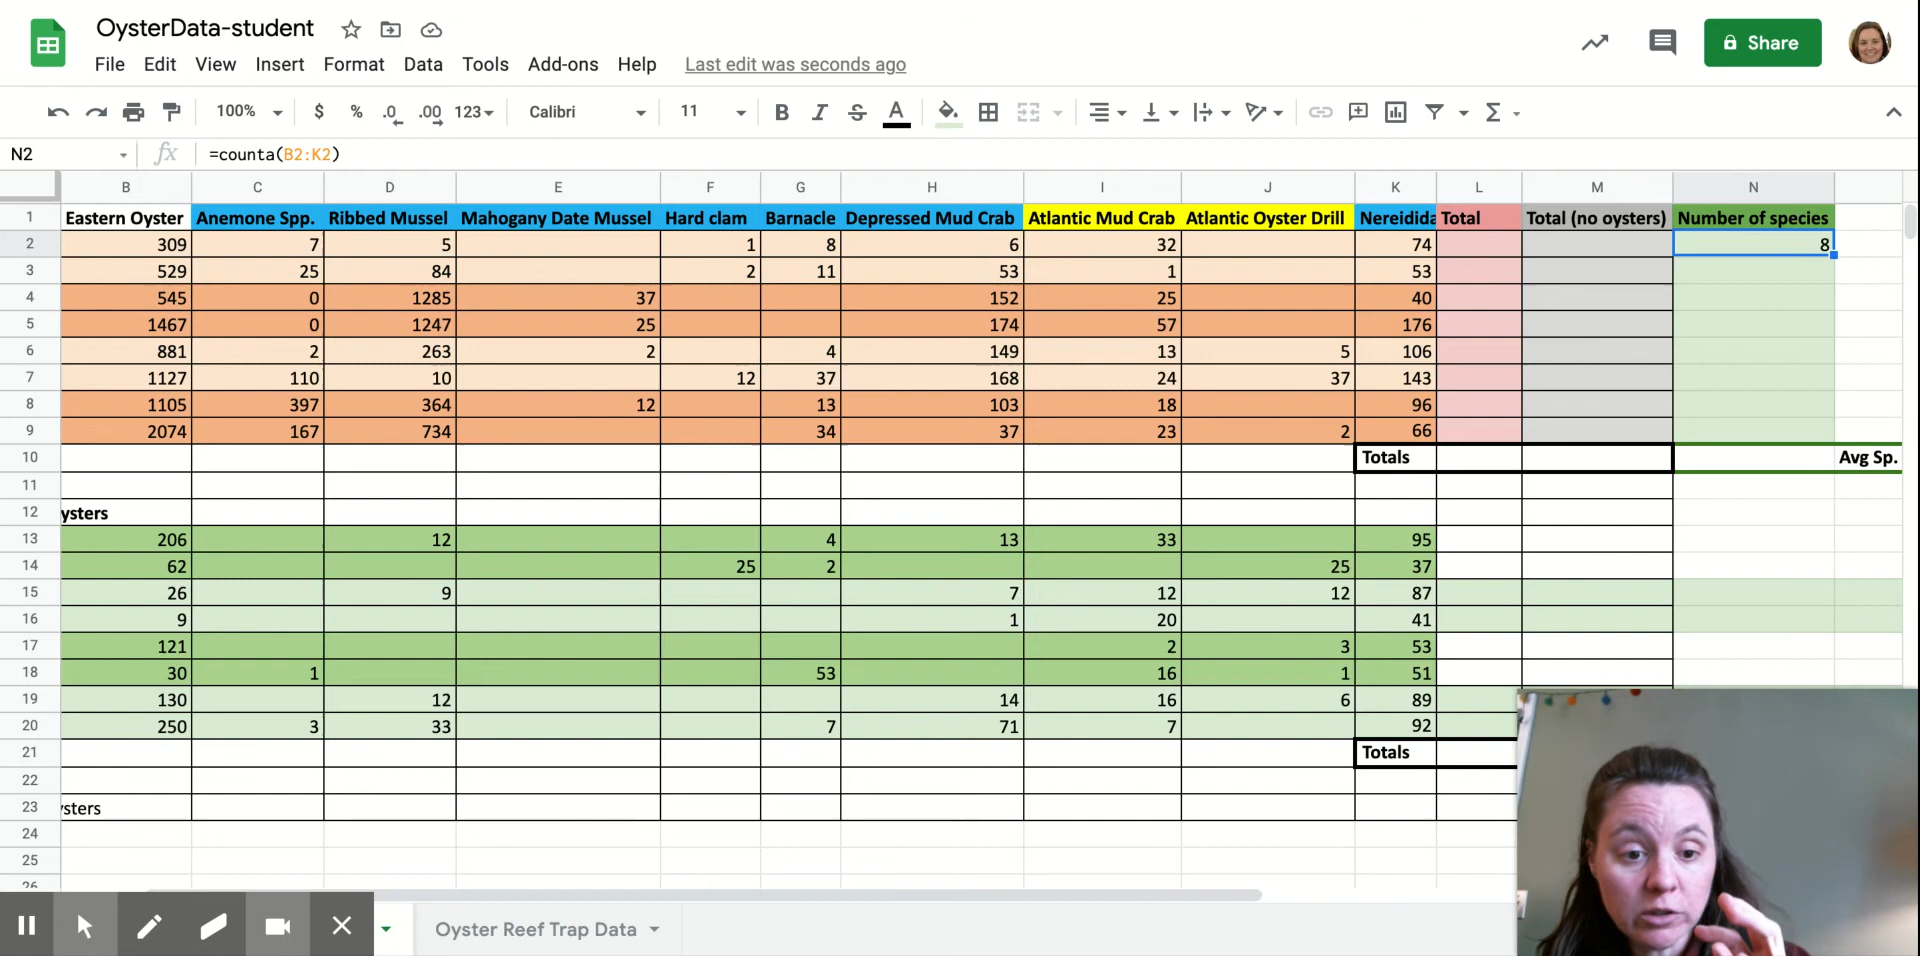 OysterData-student
File Edit View Insert Format Data Tools Add-ons Help Last edit was seconds ago
Share
100% $ % .0 .00 123 Calibri 11 B I S A Σ
N2 fx =counta(B2:K2)
B C D E F G H I J K L M N
1 Eastern Oyster Anemone Spp. Ribbed Mussel Mahogany Date Mussel Hard clam Barnacle Depressed Mud Crab Atlantic Mud Crab Atlantic Oyster Drill Nereidida Total Total (no oysters) Number of species
2 309 7 5 1 8 6 32 74 8
3 529 25 84 2 11 53 1 53
4 545 0 1285 37 152 25 40
5 1467 0 1247 25 174 57 176
6 881 2 263 2 4 149 13 5 106
7 1127 110 10 12 37 168 24 37 143
8 1105 397 364 12 13 103 18 96
9 2074 167 734 34 37 23 2 66
10 Totals Avg Sp.
11
12 ysters
13 206 12 4 13 33 95
14 62 25 2 25 37
15 26 9 7 12 12 87
16 9 1 20 41
17 121 2 3 53
18 30 1 53 16 1 51
19 130 12 14 16 6 89
20 250 3 33 7 71 7 92
21 Totals
22
23 sters
24
25
26
Oyster Reef Trap Data